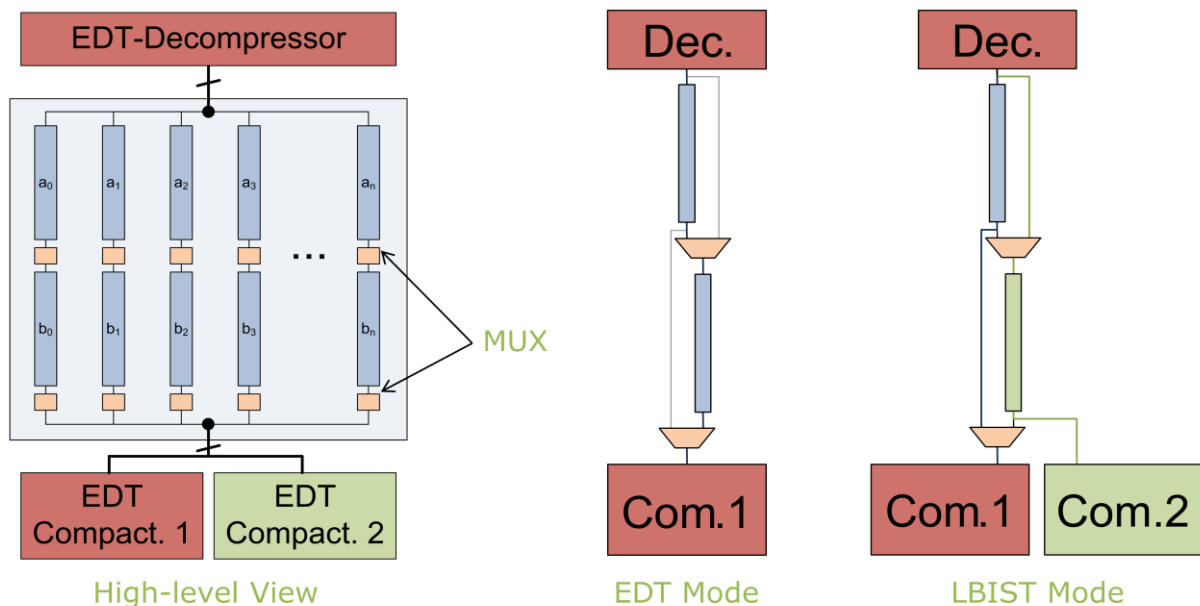 EDT-Decompressor
a0 a1 a2 a3 ... an
b0 b1 b2 b3 bn
MUX
EDT
Compact. 1
EDT
Compact. 2
High-level View
Dec.
Com.1
EDT Mode
Dec.
Com.1
Com.2
LBIST Mode